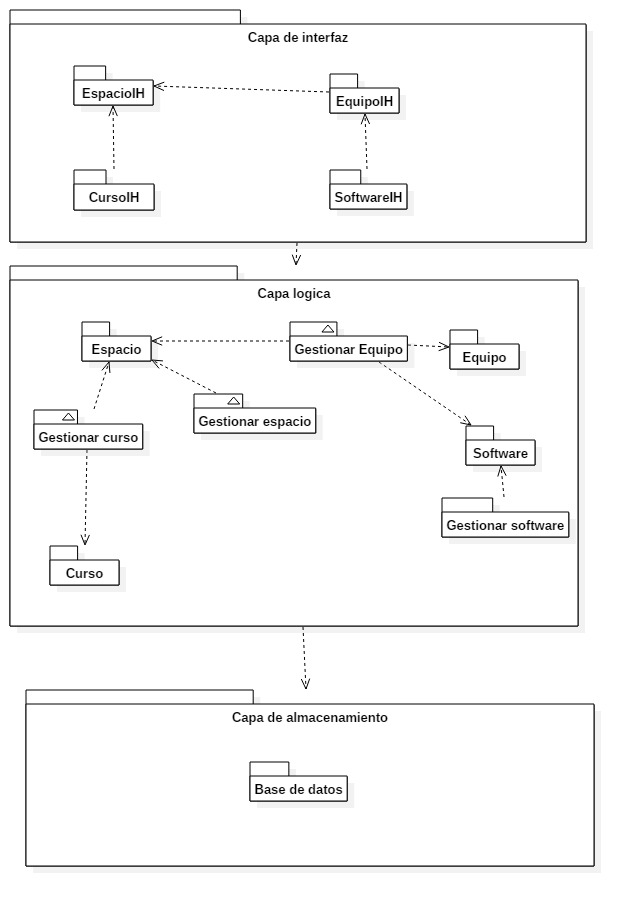 Capa de interfaz
EspacioIH
EquipoIH
CursoIH
SoftwareIH
Capa logica
Espacio
Gestionar Equipo
Equipo
Gestionar espacio
Gestionar curso
Software
Gestionar software
Curso
Capa de almacenamiento
Base de datos